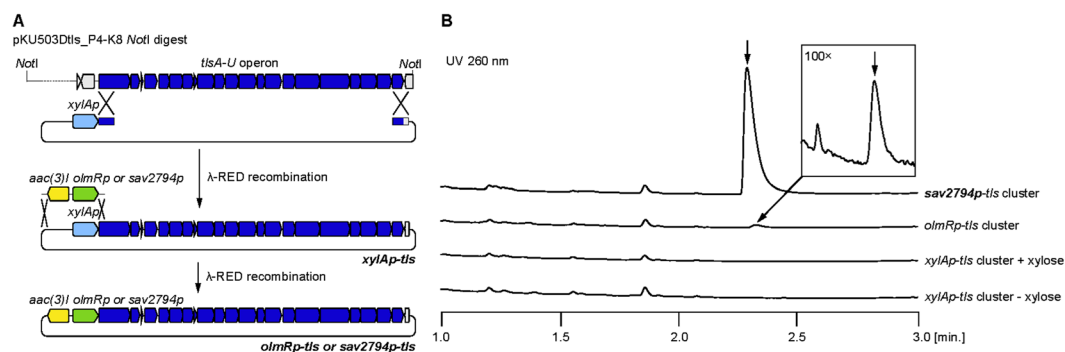 A
pKU503Dtls_P4-K8 NotI digest
NotI
tlsA-U operon
NotI
xylAp
λ-RED recombination
aac(3)I olmRp or sav2794p
xylAp
xylAp-tls
λ-RED recombination
aac(3)I olmRp or sav2794p
olmRp-tls or sav2794p-tls
B
UV 260 nm
100×
sav2794p-tls cluster
olmRp-tls cluster
xylAp-tls cluster + xylose
xylAp-tls cluster - xylose
1.0 1.5 2.0 2.5 3.0 [min.]